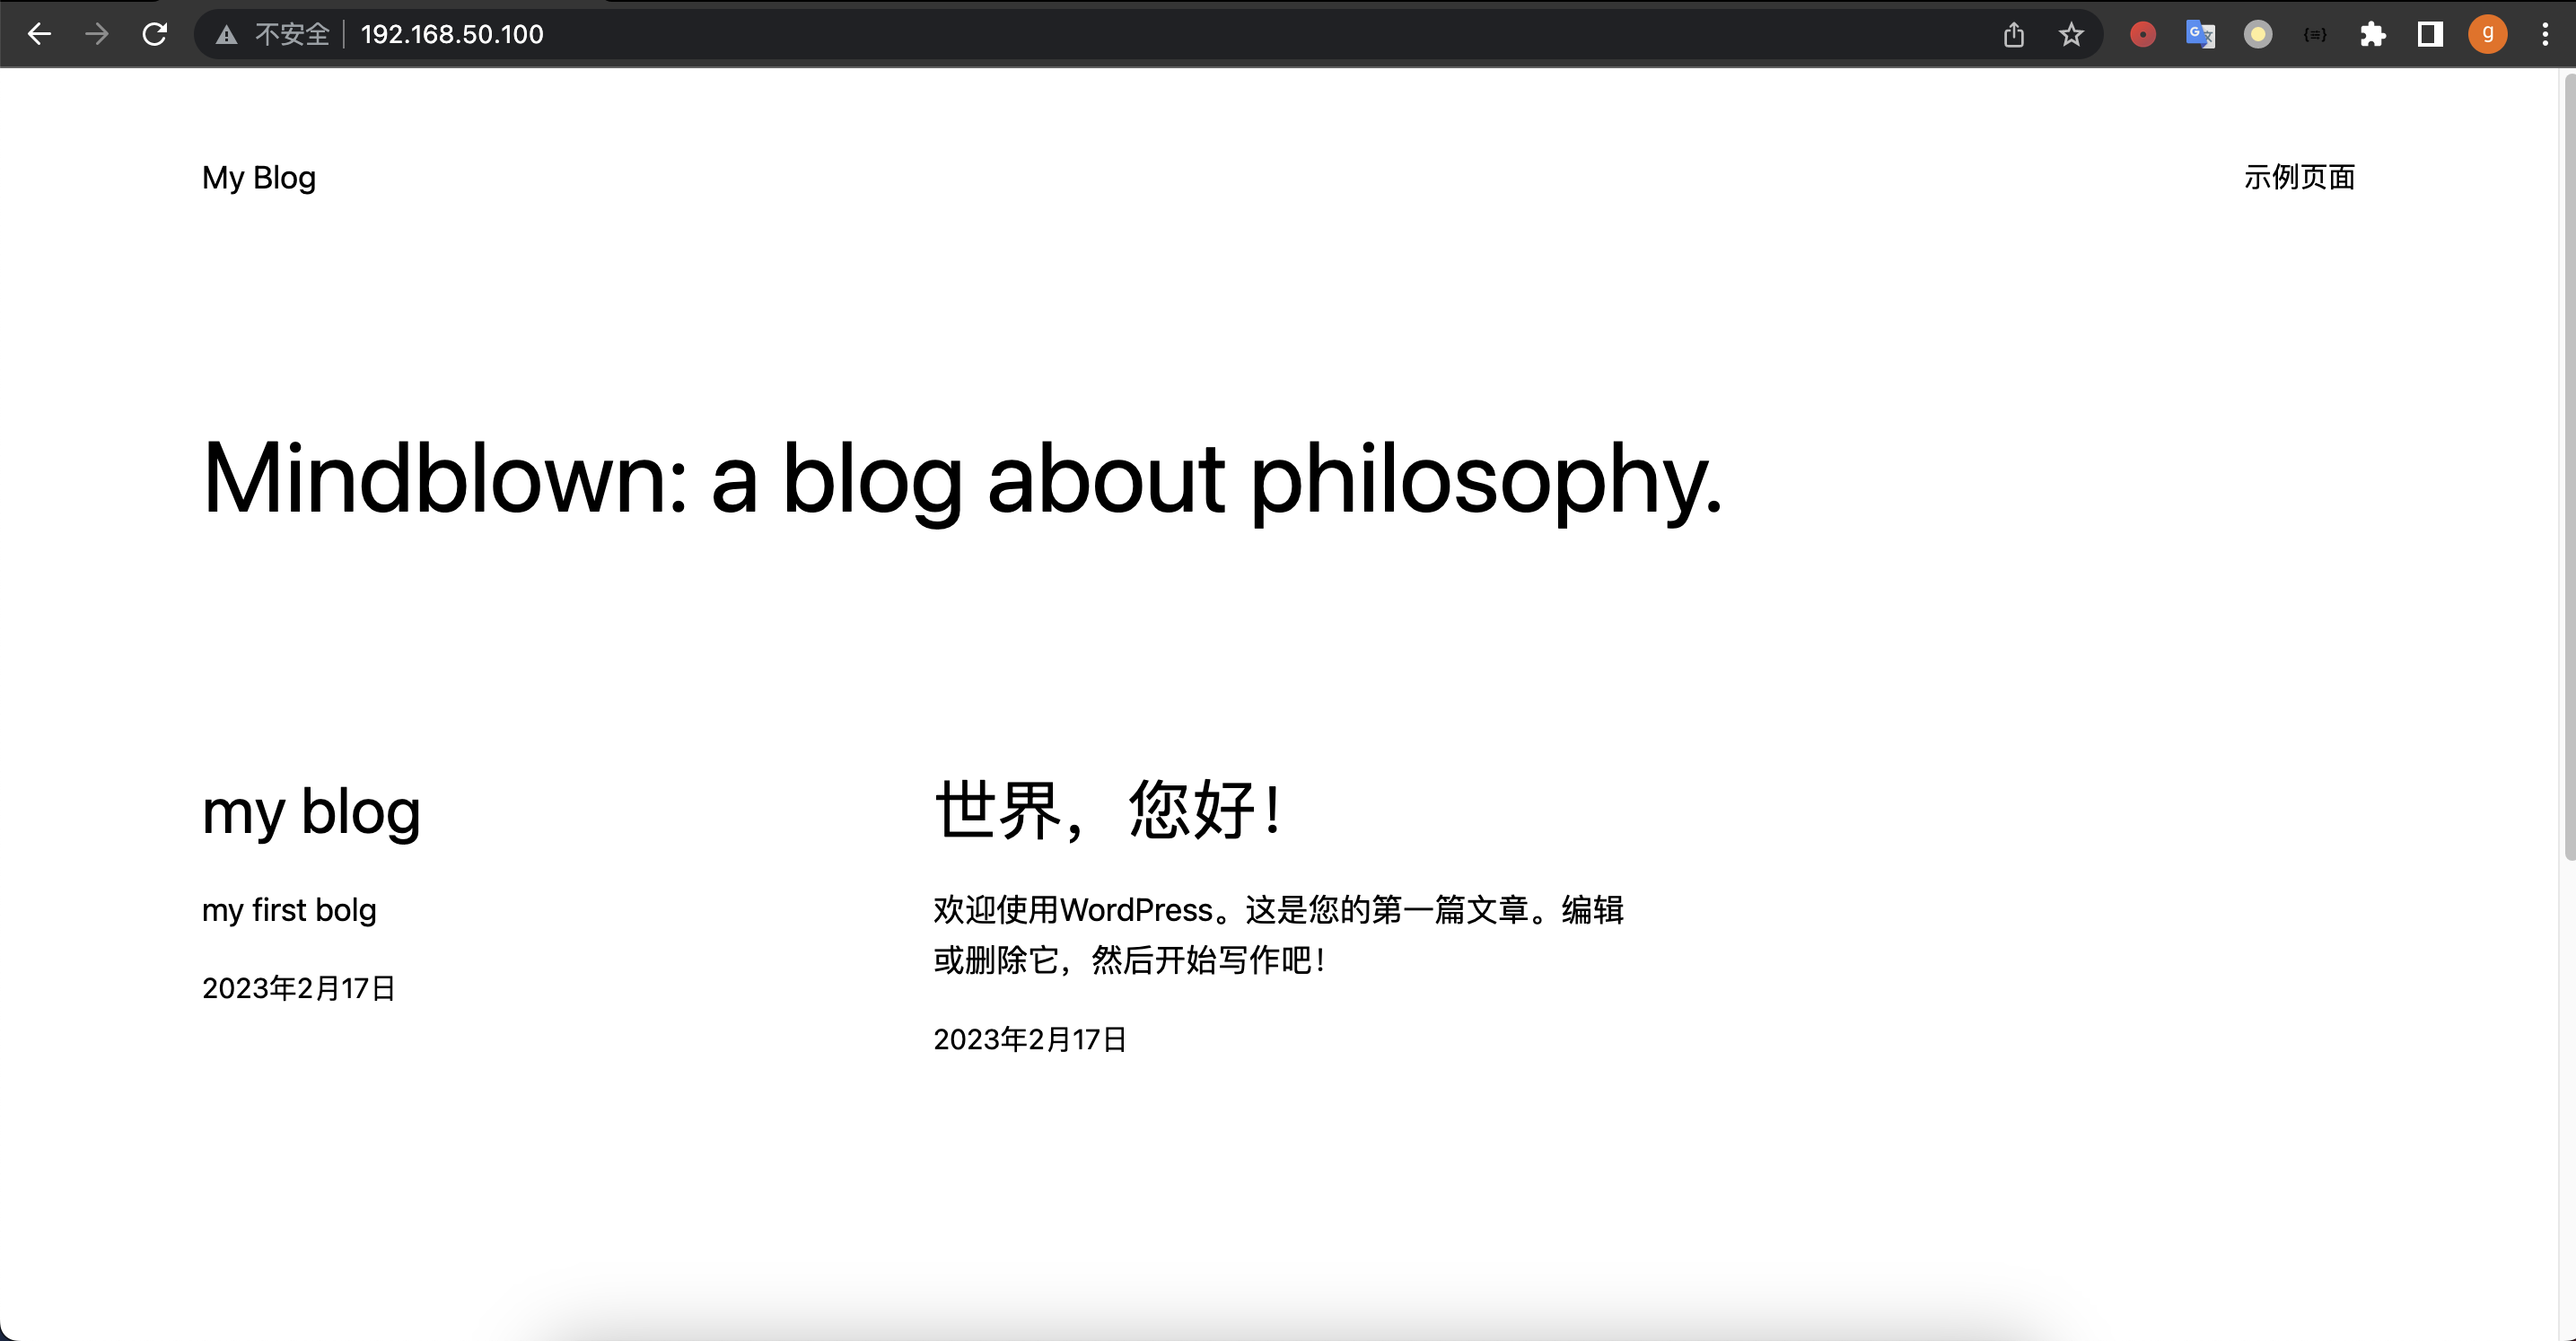 不安全 192.168.50.100
g
My Blog
示例页面
Mindblown: a blog about philosophy.
my blog
my first bolg
2023年2月17日
世界，您好！
欢迎使用WordPress。这是您的第一篇文章。编辑
或删除它，然后开始写作吧！
2023年2月17日